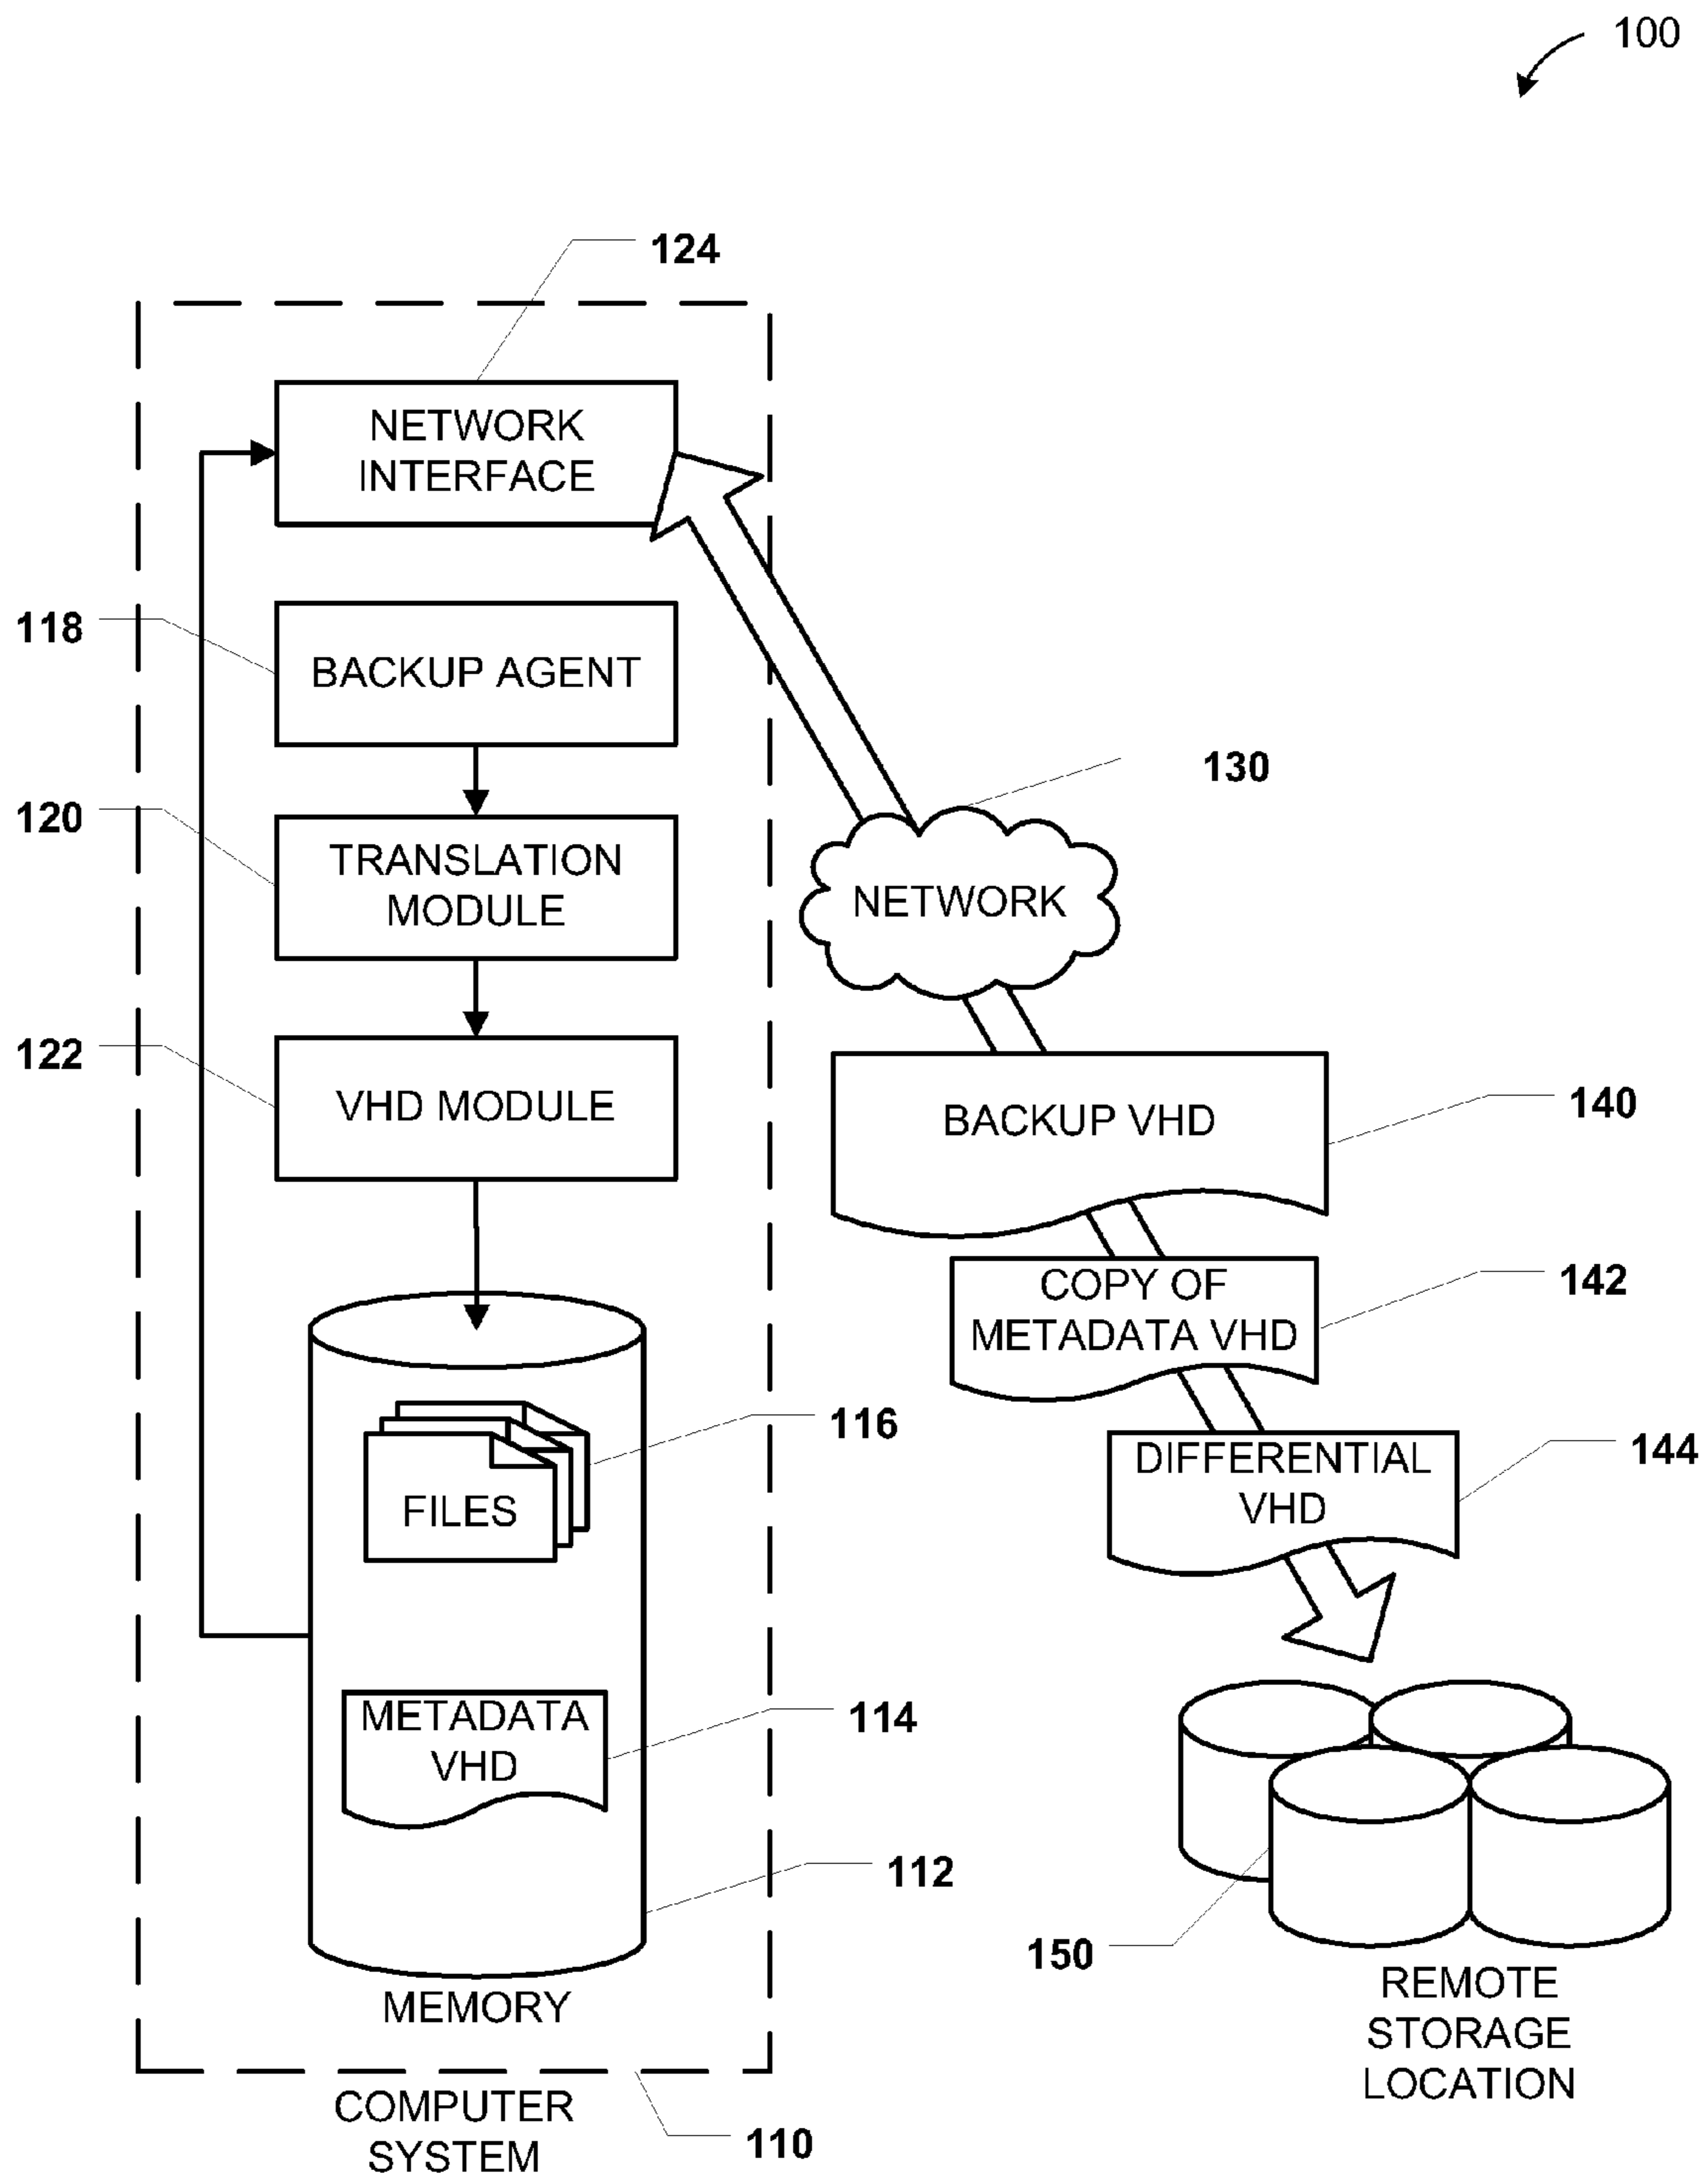 100
124
NETWORK
INTERFACE
118
BACKUP AGENT
130
120
TRANSLATION
MODULE
NETWORK
122
VHD MODULE
140
BACKUP VHD
142
COPY OF
METADATA VHD
116
FILES
144
DIFFERENTIAL
VHD
114
METADATA
VHD
112
150
MEMORY
REMOTE
STORAGE
LOCATION
COMPUTER
SYSTEM
110